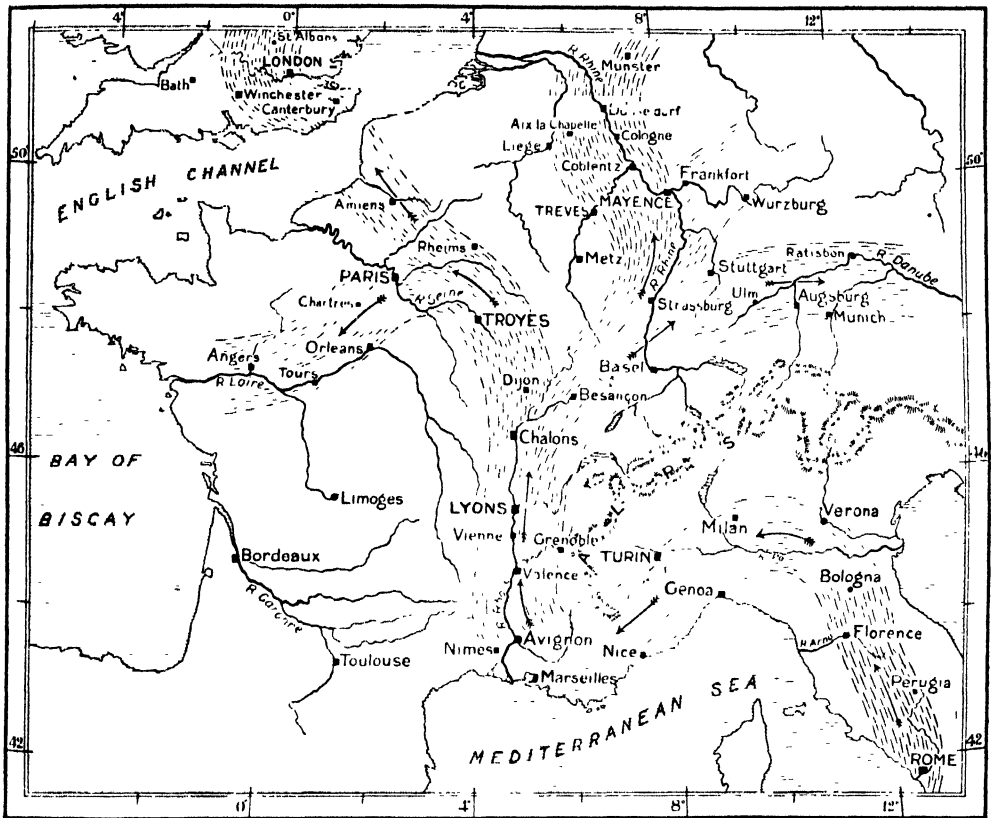 4° 0° 4° 8° 12°
St Albans
LONDON
Bath
Winchester
Canterbury
R Rhine
Munster
Aix la Chapelle
Cologne
Liege
Coblentz
Frankfort
50
50°
ENGLISH CHANNEL
Amiens
TREVES
MAYENCE
Wurzburg
Rheims
Metz
R. Rhine
Stuttgart
Ratisbon
R. Danube
PARIS
R Seine
Ulm
Augsburg
Chartres
Strassburg
Munich
TROYES
Orleans
Angers
Tours
R Loire
Basel
Dijon
Besançon
Chalons
ALPS
46
BAY OF
BISCAY
Limoges
LYONS
Milan
Verona
Vienne
Grenoble
TURIN
Bordeaux
Valence
Bologna
R Garonne
Genoa
R Arno
Florence
Avignon
Nimes
Nice
Toulouse
Marseilles
Perugia
MEDITERRANEAN SEA
42
42
ROME
0° 4° 8° 12°